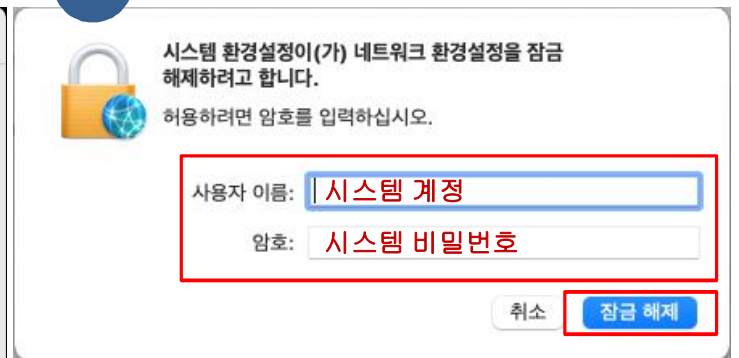 시스템 환경설정이(가) 네트워크 환경설정을 잠금
해제하려고 합니다.
허용하려면 암호를 입력하십시오.
사용자 이름: 시스템 계정
암호: 시스템 비밀번호
취소 잠금 해제